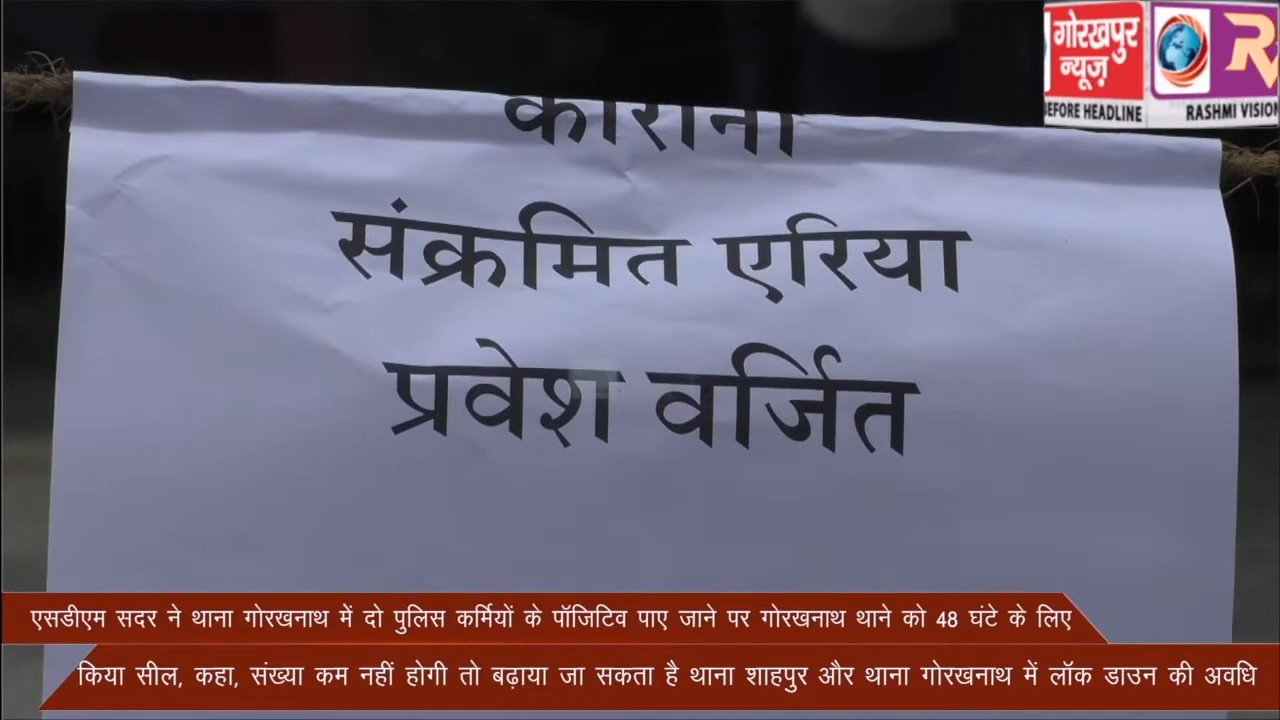 गोरखपुर
न्यूज़
BEFORE HEADLINE
R
RASHMI VISION
कोरोना
संक्रमित एरिया
प्रवेश वर्जित
एसडीएम सदर ने थाना गोरखनाथ में दो पुलिस कर्मियों के पॉजिटिव पाए जाने पर गोरखनाथ थाने को 48 घंटे के लिए
किया सील, कहा, संख्या कम नहीं होगी तो बढ़ाया जा सकता है थाना शाहपुर और थाना गोरखनाथ में लॉक डाउन की अवधि